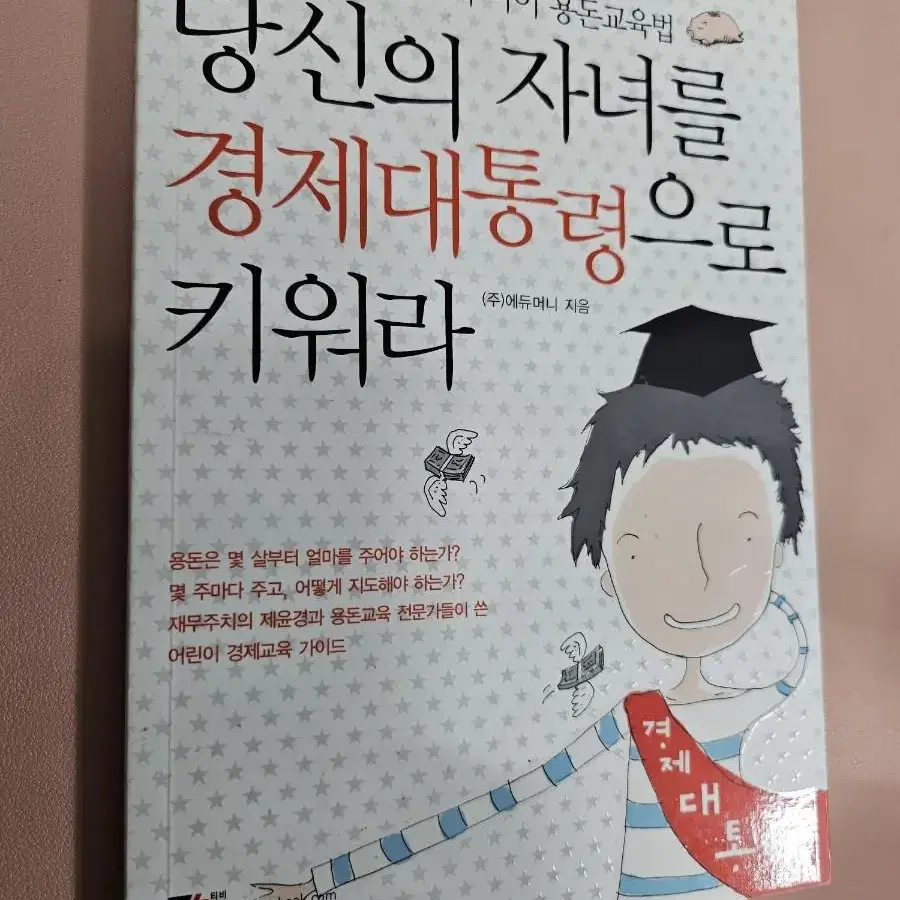 용돈교육법
당신의 자녀를
경제대통령으로
키워라
(주)에듀머니 지음
용돈은 몇 살부터 얼마를 주어야 하는가?
몇 주마다 주고, 어떻게 지도해야 하는가?
재무주치의 제윤경과 용돈교육 전문가들이 쓴
어린이 경제교육 가이드
경
제
대
통
티비